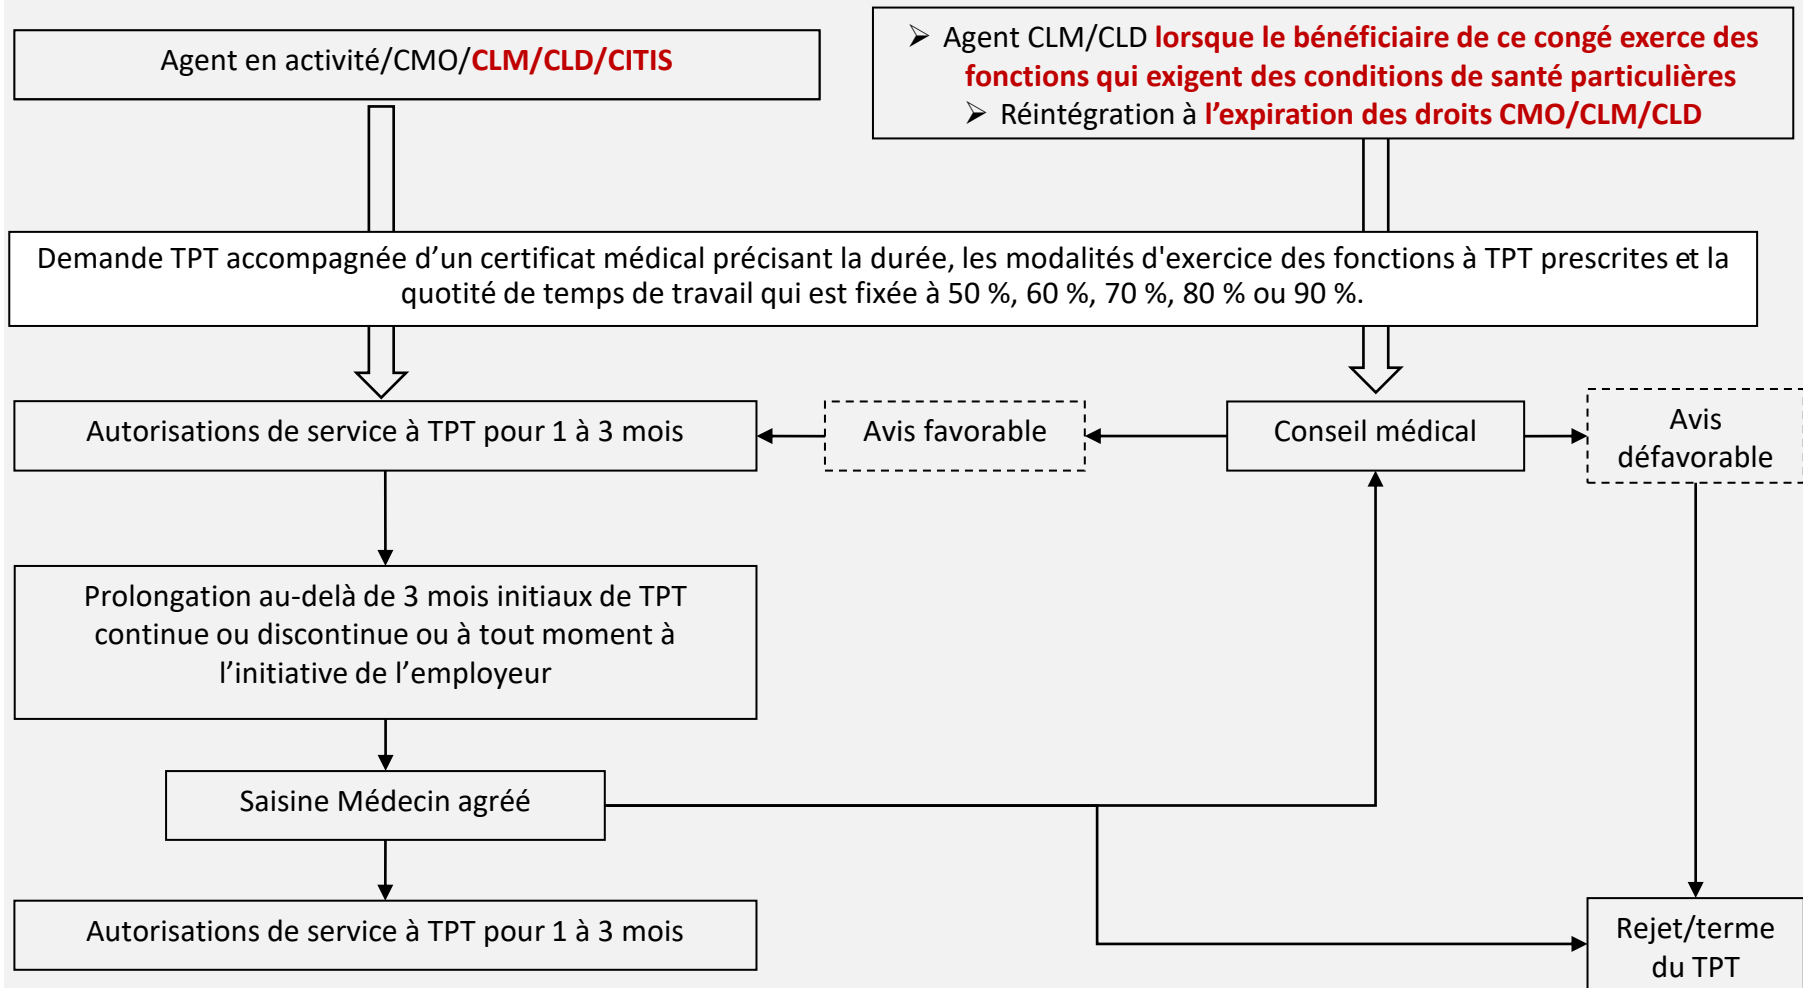 Agent en activité/CMO/CLM/CLD/CITIS
➢ Agent CLM/CLD lorsque le bénéficiaire de ce congé exerce des
fonctions qui exigent des conditions de santé particulières
➢ Réintégration à l’expiration des droits CMO/CLM/CLD
Demande TPT accompagnée d’un certificat médical précisant la durée, les modalités d'exercice des fonctions à TPT prescrites et la
quotité de temps de travail qui est fixée à 50 %, 60 %, 70 %, 80 % ou 90 %.
Autorisations de service à TPT pour 1 à 3 mois
Avis favorable
Conseil médical
Avis
défavorable
Prolongation au-delà de 3 mois initiaux de TPT
continue ou discontinue ou à tout moment à
l’initiative de l’employeur
Saisine Médecin agréé
Autorisations de service à TPT pour 1 à 3 mois
Rejet/terme
du TPT